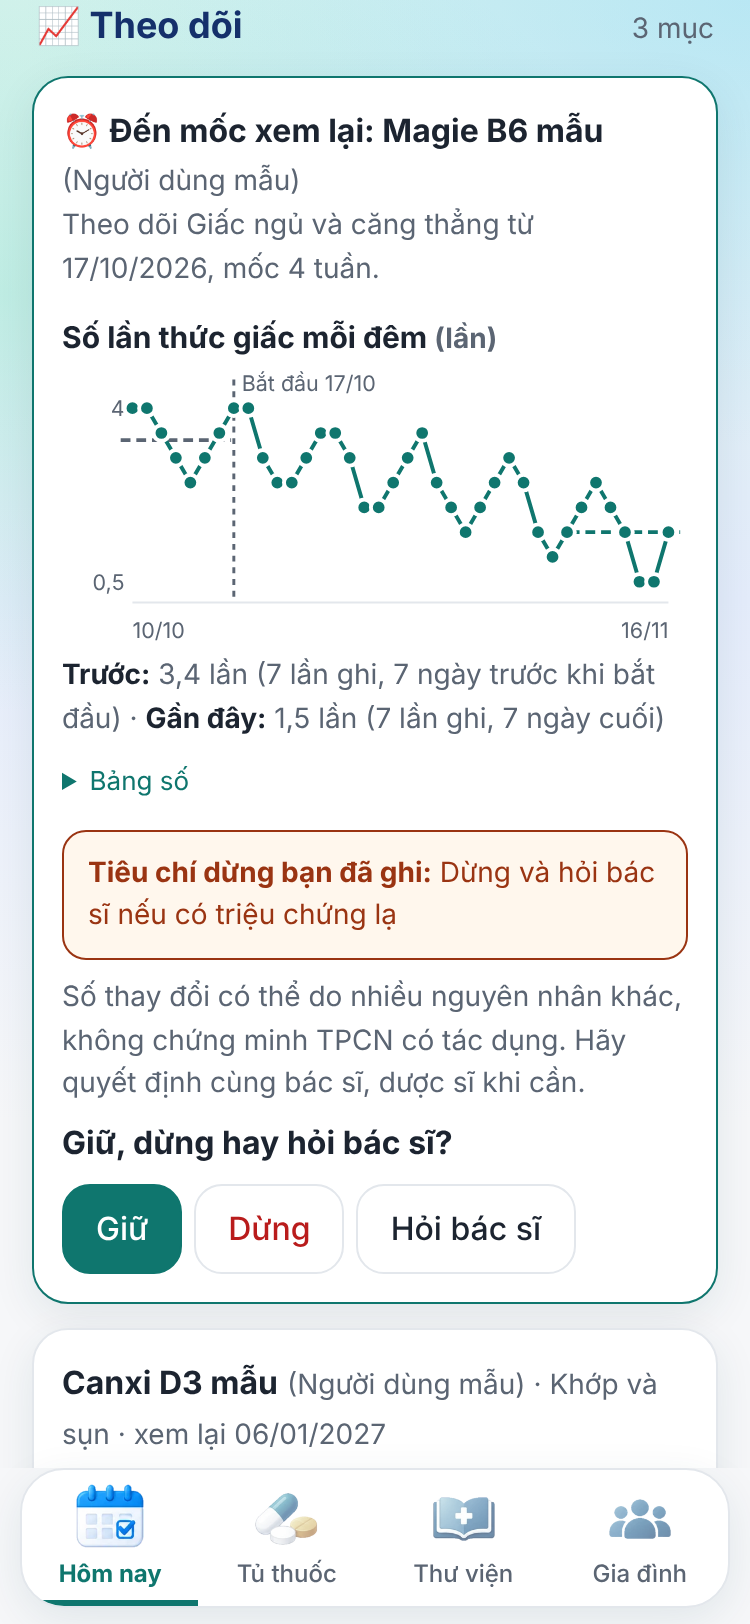 Theo dõi
3 mục
Đến mốc xem lại: Magie B6 mẫu
(Người dùng mẫu)
Theo dõi Giấc ngủ và căng thẳng từ
17/10/2026, mốc 4 tuần.
Số lần thức giấc mỗi đêm (lần)
Bắt đầu 17/10
4
0,5
10/10
16/11
Trước: 3,4 lần (7 lần ghi, 7 ngày trước khi bắt
đầu) · Gần đây: 1,5 lần (7 lần ghi, 7 ngày cuối)
Bảng số
Tiêu chí dừng bạn đã ghi: Dừng và hỏi bác
sĩ nếu có triệu chứng lạ
Số thay đổi có thể do nhiều nguyên nhân khác,
không chứng minh TPCN có tác dụng. Hãy
quyết định cùng bác sĩ, dược sĩ khi cần.
Giữ, dừng hay hỏi bác sĩ?
Giữ
Dừng
Hỏi bác sĩ
Canxi D3 mẫu (Người dùng mẫu) · Khớp và
sụn · xem lại 06/01/2027
Hôm nay
Tủ thuốc
Thư viện
Gia đình